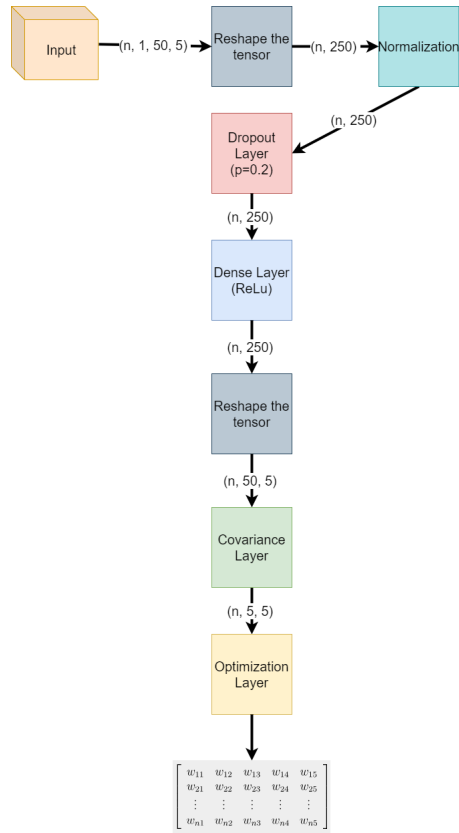 Input
(n, 1, 50, 5)
Reshape the
tensor
(n, 250)
Normalization
(n, 250)
Dropout
Layer
(p=0.2)
(n, 250)
Dense Layer
(ReLu)
(n, 250)
Reshape the
tensor
(n, 50, 5)
Covariance
Layer
(n, 5, 5)
Optimization
Layer
w₁₁ w₁₂ w₁₃ w₁₄ w₁₅
w₂₁ w₂₂ w₂₃ w₂₄ w₂₅
⋮ ⋮ ⋮ ⋮ ⋮
wₙ₁ wₙ₂ wₙ₃ wₙ₄ wₙ₅